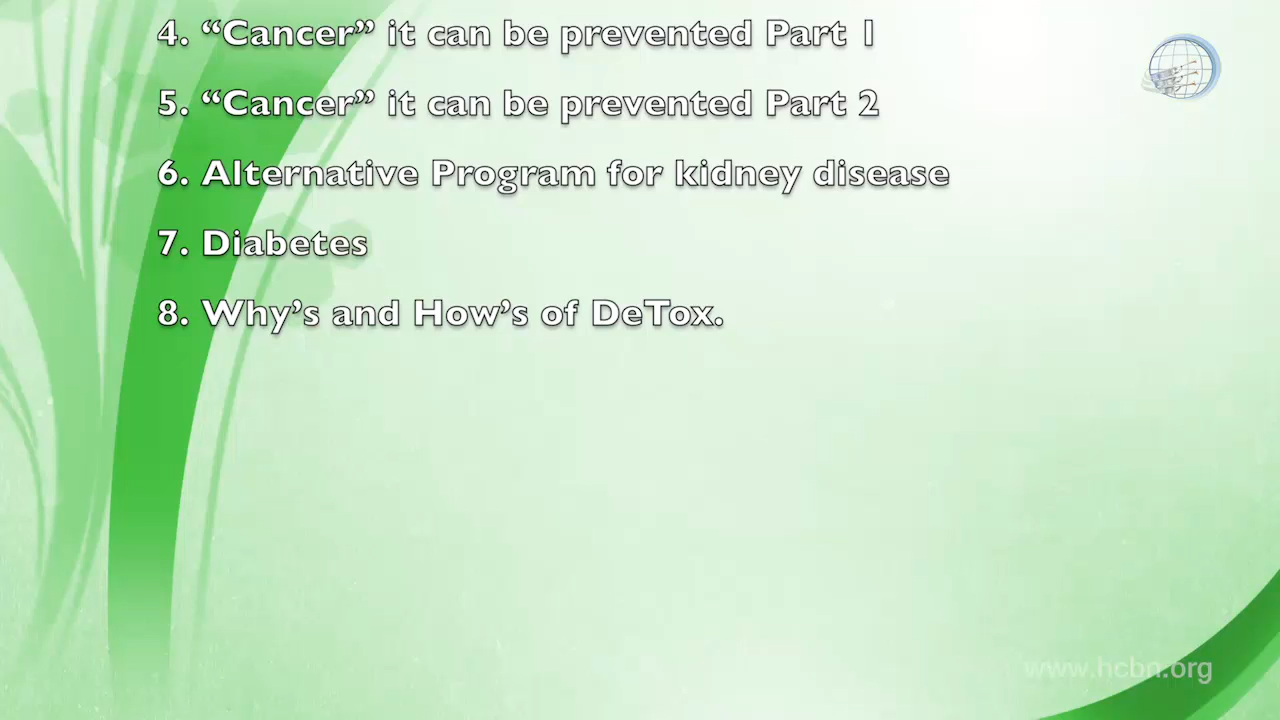 4. “Cancer” it can be prevented Part 1
5. “Cancer” it can be prevented Part 2
6. Alternative Program for kidney disease
7. Diabetes
8. Why’s and How’s of DeTox.
www.hcbn.org